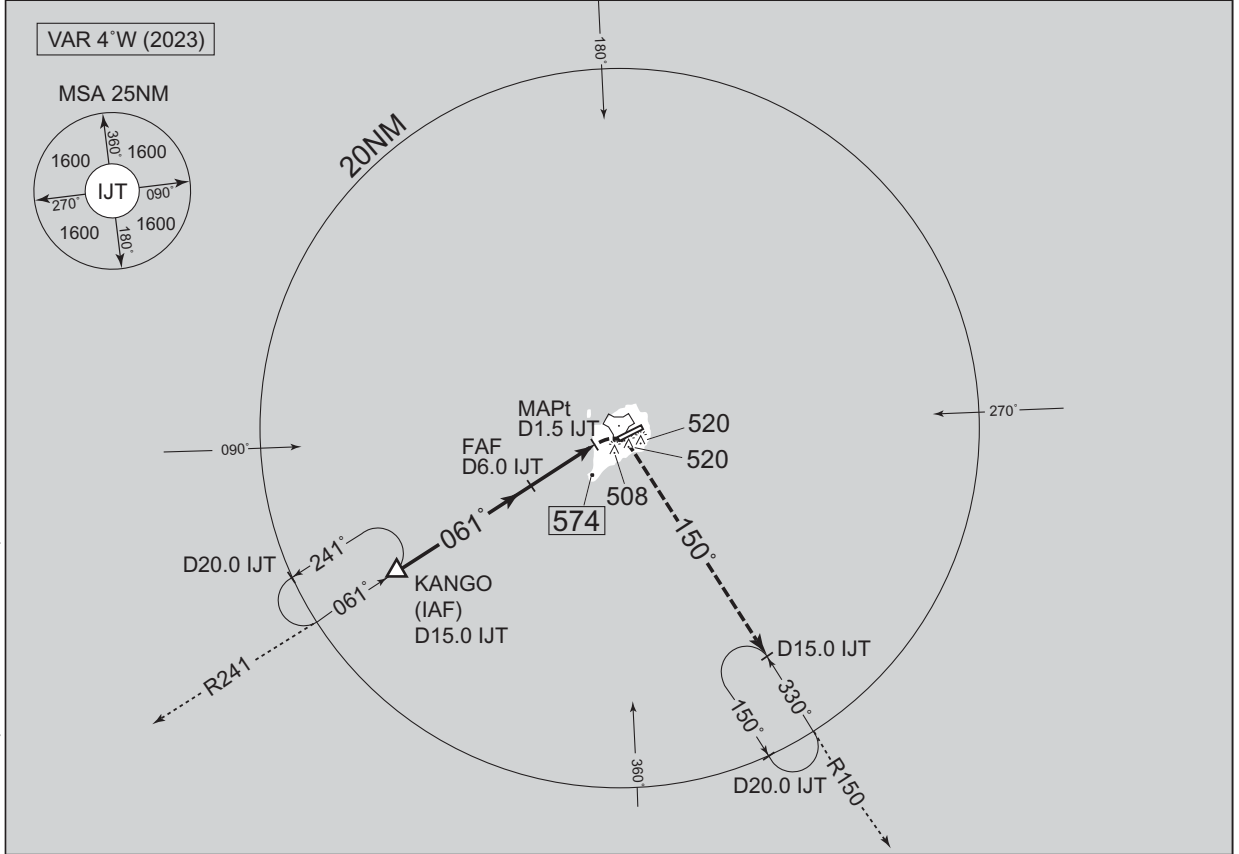 VAR 4˚W (2023)
MSA 25NM
360˚
1600
1600
IJT
270˚
090˚
1600
180˚
1600
20NM
180˚
090˚
270˚
360˚
MAPt
D1.5 IJT
FAF
D6.0 IJT
520
520
508
574
061˚
150˚
D20.0 IJT
241˚
061˚
KANGO
(IAF)
D15.0 IJT
R241
D15.0 IJT
330˚
150˚
D20.0 IJT
R150